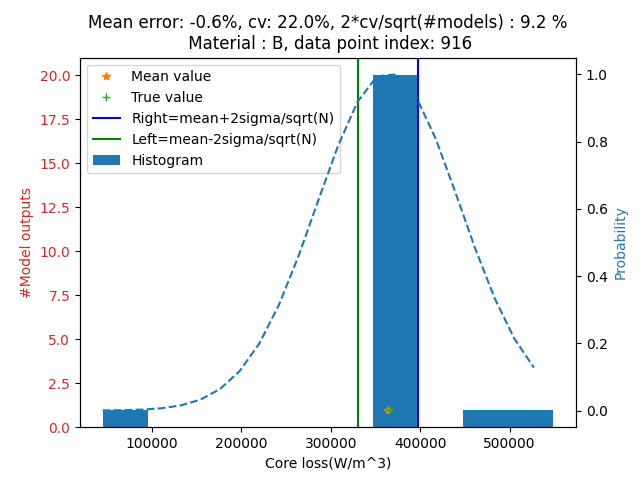 Mean error: -0.6%, cv: 22.0%, 2*cv/sqrt(#models) : 9.2 %
Material : B, data point index: 916
Mean value
True value
Right=mean+2sigma/sqrt(N)
Left=mean-2sigma/sqrt(N)
Histogram
#Model outputs
20.0
17.5
15.0
12.5
10.0
7.5
5.0
2.5
0.0
1.0
0.8
0.6
0.4
0.2
0.0
Probability
100000 200000 300000 400000 500000
Core loss(W/m^3)